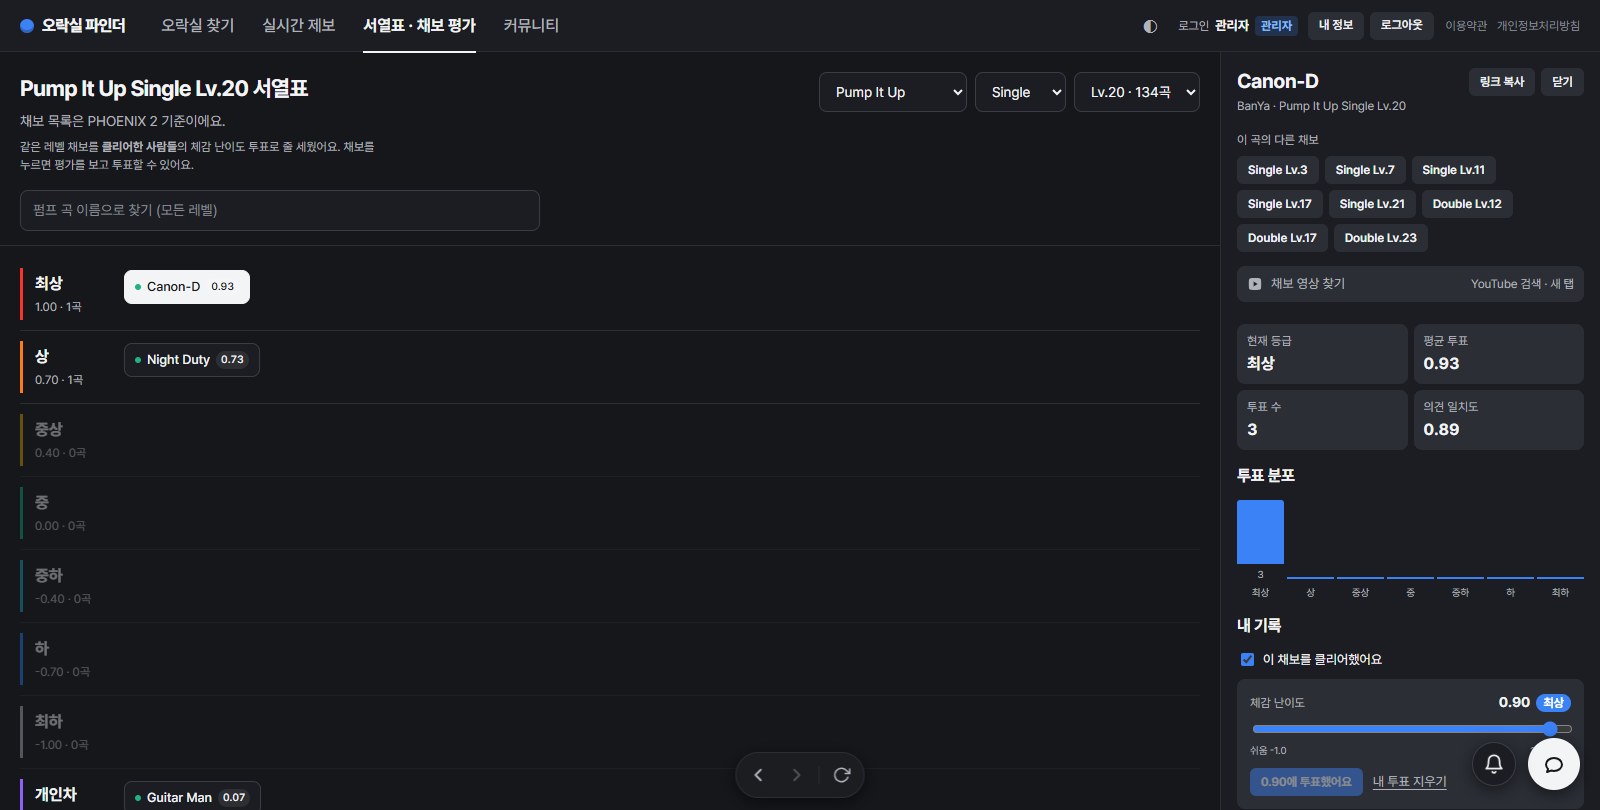 오락실 파인더
오락실 찾기
실시간 제보
서열표 · 채보 평가
커뮤니티
로그인 관리자 관리자
내 정보
로그아웃
이용약관
개인정보처리방침
Pump It Up Single Lv.20 서열표
채보 목록은 PHOENIX 2 기준이에요.
같은 레벨 채보를 클리어한 사람들의 체감 난이도 투표로 줄 세웠어요. 채보를
누르면 평가를 보고 투표할 수 있어요.
Pump It Up
Single
Lv.20 · 134곡
펌프 곡 이름으로 찾기 (모든 레벨)
최상
1.00 · 1곡
Canon-D 0.93
상
0.70 · 1곡
Night Duty 0.73
중상
0.40 · 0곡
중
0.00 · 0곡
중하
-0.40 · 0곡
하
-0.70 · 0곡
최하
-1.00 · 0곡
개인차
Guitar Man 0.07
Canon-D
링크 복사
닫기
BanYa · Pump It Up Single Lv.20
이 곡의 다른 채보
Single Lv.3
Single Lv.7
Single Lv.11
Single Lv.17
Single Lv.21
Double Lv.12
Double Lv.17
Double Lv.23
채보 영상 찾기
YouTube 검색 · 새 탭
현재 등급
최상
평균 투표
0.93
투표 수
3
의견 일치도
0.89
투표 분포
3
최상
상
중상
중
중하
하
최하
내 기록
이 채보를 클리어했어요
체감 난이도
0.90 최상
쉬움 -1.0
0.90에 투표했어요
내 투표 지우기